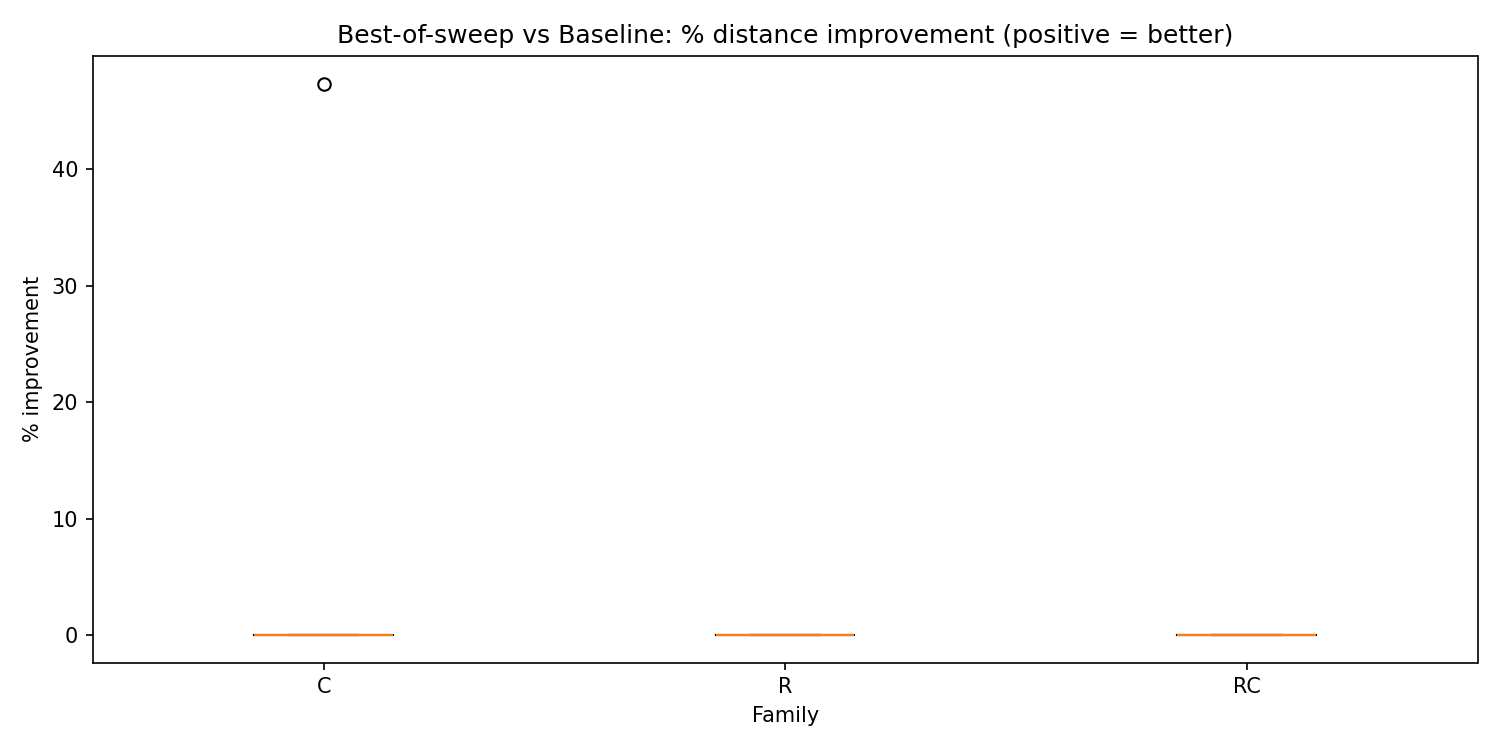 Best-of-sweep vs Baseline: % distance improvement (positive = better)
% improvement
40
30
20
10
0
C R RC
Family